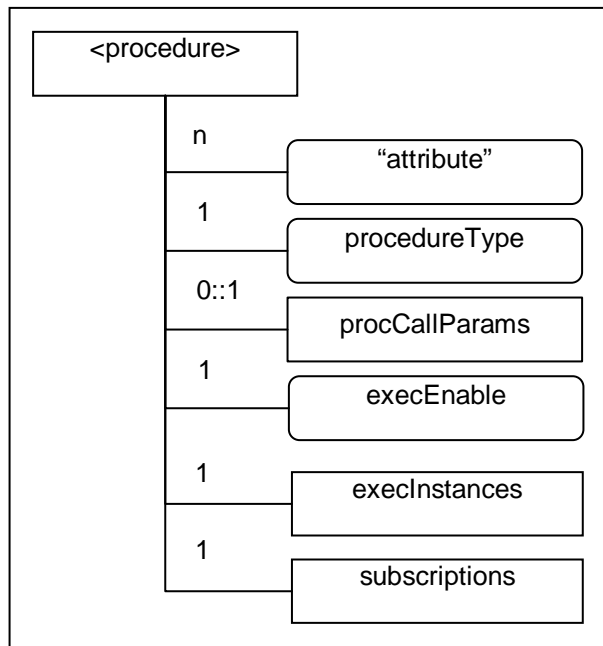 <procedure>
n
“attribute”
1
procedureType
0::1
procCallParams
1
execEnable
1
execInstances
1
subscriptions